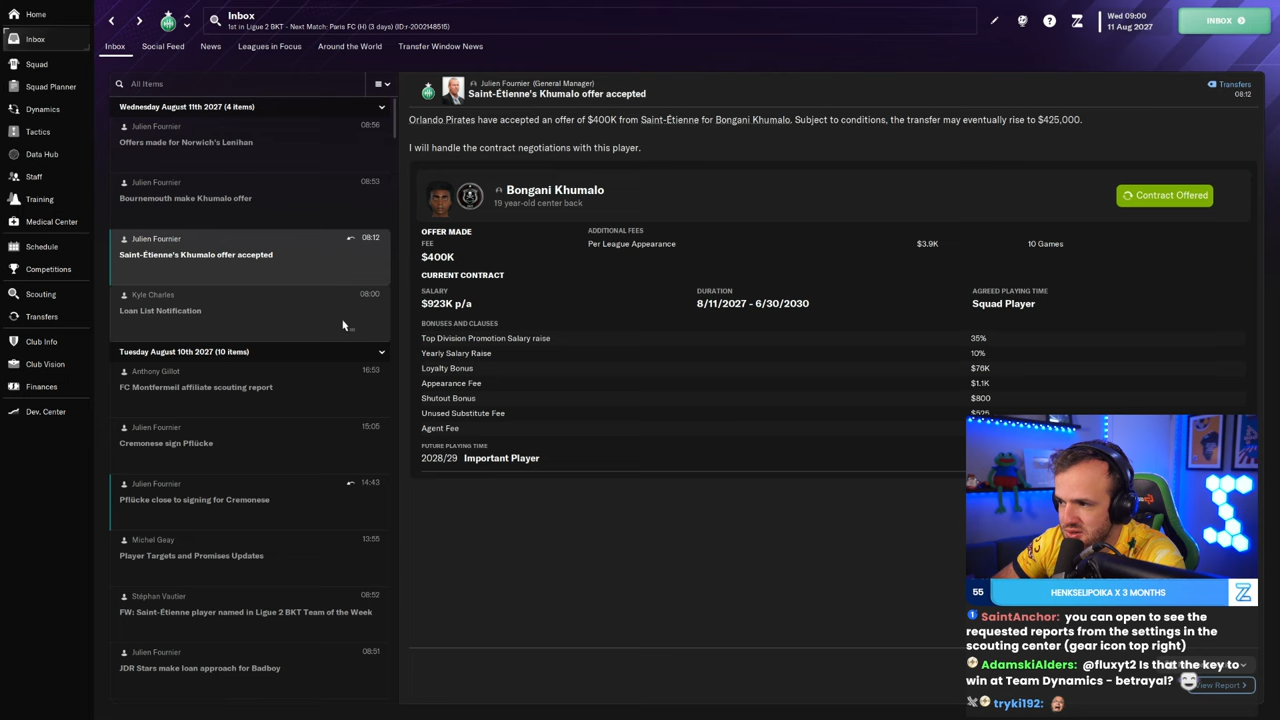 Home
Inbox
Squad
Squad Planner
Dynamics
Tactics
Data Hub
Staff
Training
Medical Center
Schedule
Competitions
Scouting
Transfers
Club Info
Club Vision
Finances
Dev. Center
Inbox
1st in Ligue 2 BKT - Next Match: Paris FC (H) (3 days) (ID:r-2002148515)
Wed 09:00
11 Aug 2027
INBOX
Inbox
Social Feed
News
Leagues in Focus
Around the World
Transfer Window News
All Items
Wednesday August 11th 2027 (4 items)
Julien Fournier
08:56
Offers made for Norwich's Lenihan
Julien Fournier
08:53
Bournemouth make Khumalo offer
Julien Fournier
08:12
Saint-Étienne's Khumalo offer accepted
Kyle Charles
08:00
Loan List Notification
Tuesday August 10th 2027 (10 items)
Anthony Gillot
16:53
FC Montfermeil affiliate scouting report
Julien Fournier
15:05
Cremonese sign Pflücke
Julien Fournier
14:43
Pflücke close to signing for Cremonese
Michel Geay
13:55
Player Targets and Promises Updates
Stéphan Vautier
08:52
FW: Saint-Étienne player named in Ligue 2 BKT Team of the Week
Julien Fournier
08:51
JDR Stars make loan approach for Badboy
Julien Fournier (General Manager)
Saint-Étienne's Khumalo offer accepted
Transfers
08:12
Orlando Pirates have accepted an offer of $400K from Saint-Étienne for Bongani Khumalo. Subject to conditions, the transfer may eventually rise to $425,000.
I will handle the contract negotiations with this player.
Bongani Khumalo
19 year-old center back
Contract Offered
OFFER MADE
FEE
$400K
ADDITIONAL FEES
Per League Appearance
$3.9K
10 Games
CURRENT CONTRACT
SALARY
$923K p/a
DURATION
8/11/2027 - 6/30/2030
AGREED PLAYING TIME
Squad Player
BONUSES AND CLAUSES
Top Division Promotion Salary raise
35%
Yearly Salary Raise
10%
Loyalty Bonus
$76K
Appearance Fee
$1.1K
Shutout Bonus
$800
Unused Substitute Fee
$525
Agent Fee
FUTURE PLAYING TIME
2028/29 Important Player
55
HENKSELIPOIKA X 3 MONTHS
SaintAnchor: you can open to see the
requested reports from the settings in the
scouting center (gear icon top right)
AdamskiAlders: @fluxyt2 Is that the key to
win at Team Dynamics - betrayal?
View Report
tryki192: